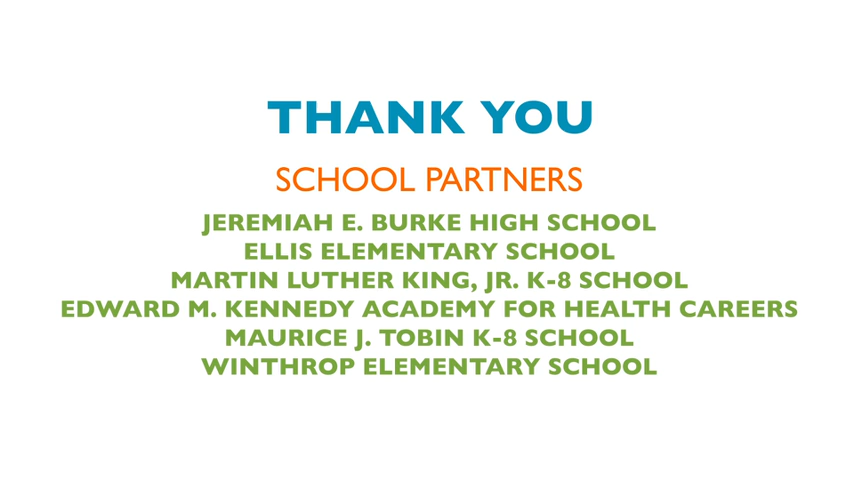 THANK YOU
SCHOOL PARTNERS
JEREMIAH E. BURKE HIGH SCHOOL
ELLIS ELEMENTARY SCHOOL
MARTIN LUTHER KING, JR. K-8 SCHOOL
EDWARD M. KENNEDY ACADEMY FOR HEALTH CAREERS
MAURICE J. TOBIN K-8 SCHOOL
WINTHROP ELEMENTARY SCHOOL